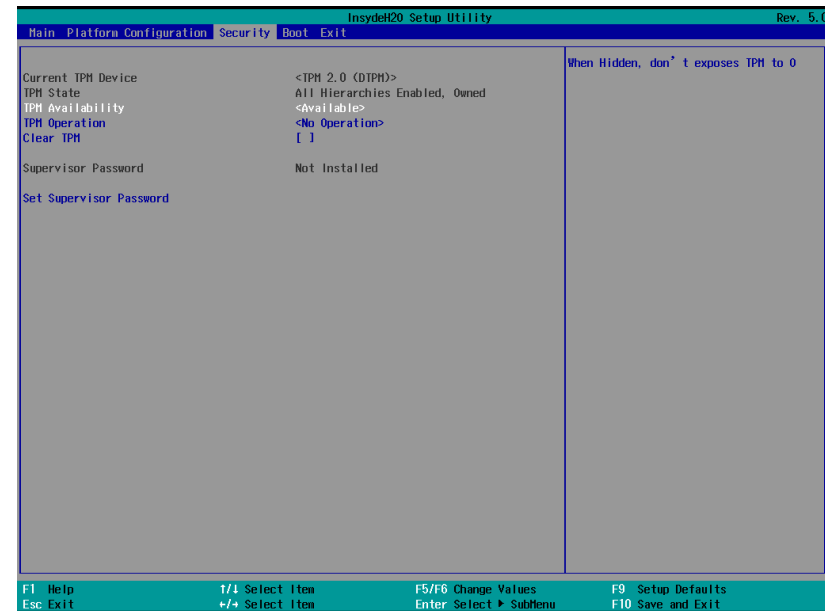 InsydeH20 Setup Utility Rev. 5.0
Main Platform Configuration Security Boot Exit
When Hidden, don't exposes TPM to 0
Current TPM Device <TPM 2.0 (DTPM)>
TPM State All Hierarchies Enabled, Owned
TPM Availability <Available>
TPM Operation <No Operation>
Clear TPM [ ]
Supervisor Password Not Installed
Set Supervisor Password
F1 Help ↑/↓ Select Item F5/F6 Change Values F9 Setup Defaults
Esc Exit ←/→ Select Item Enter Select ▶ SubMenu F10 Save and Exit